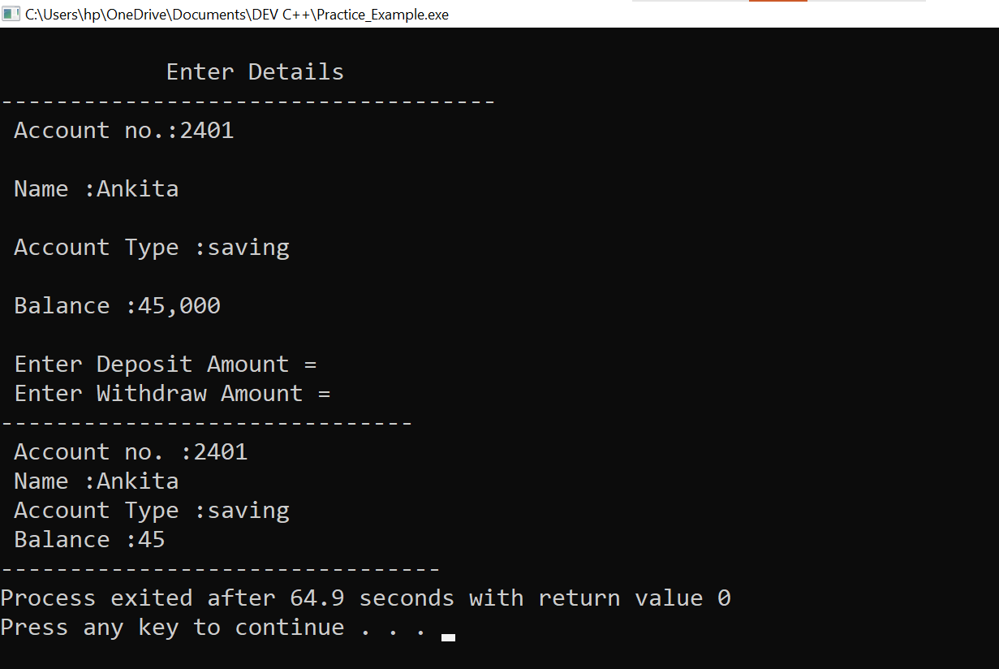 C:\Users\hp\OneDrive\Documents\DEV C++\Practice_Example.exe
Enter Details
------------------------------------
Account no.:2401
Name :Ankita
Account Type :saving
Balance :45,000
Enter Deposit Amount =
Enter Withdraw Amount =
------------------------------
Account no. :2401
Name :Ankita
Account Type :saving
Balance :45
--------------------------------
Process exited after 64.9 seconds with return value 0
Press any key to continue . . .